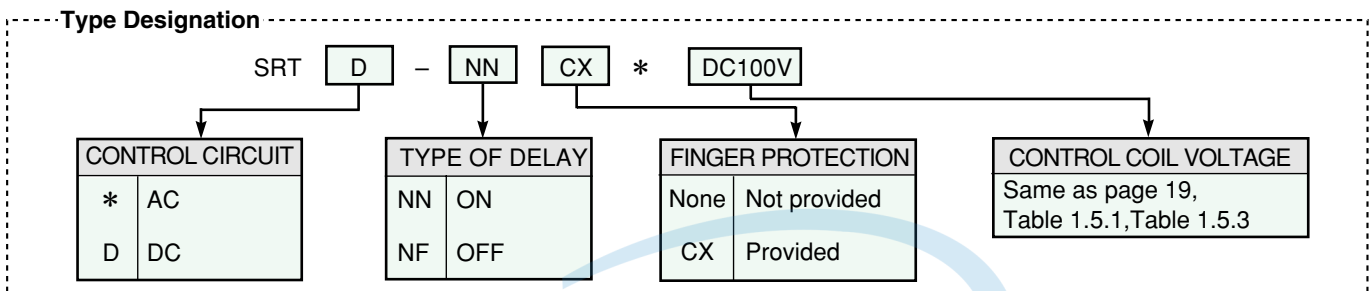 Type Designation
SRT D – NN CX * DC100V
CONTROL CIRCUIT
* AC
D DC
TYPE OF DELAY
NN ON
NF OFF
FINGER PROTECTION
None Not provided
CX Provided
CONTROL COIL VOLTAGE
Same as page 19,
Table 1.5.1,Table 1.5.3